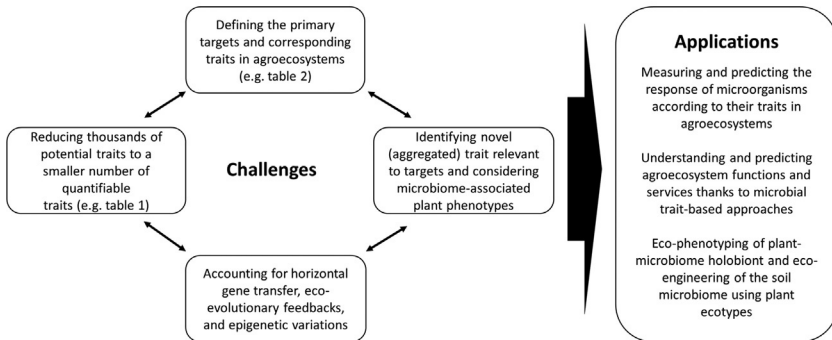 Defining the primary
targets and corresponding
traits in agroecosystems
(e.g. table 2)
Reducing thousands of
potential traits to a
smaller number of
quantifiable
traits (e.g. table 1)
Challenges
Identifying novel
(aggregated) trait relevant
to targets and considering
microbiome-associated
plant phenotypes
Accounting for horizontal
gene transfer, eco-
evolutionary feedbacks,
and epigenetic variations
Applications
Measuring and predicting the
response of microorganisms
according to their traits in
agroecosystems
Understanding and predicting
agroecosystem functions and
services thanks to microbial
trait-based approaches
Eco-phenotyping of plant-
microbiome holobiont and eco-
engineering of the soil
microbiome using plant
ecotypes